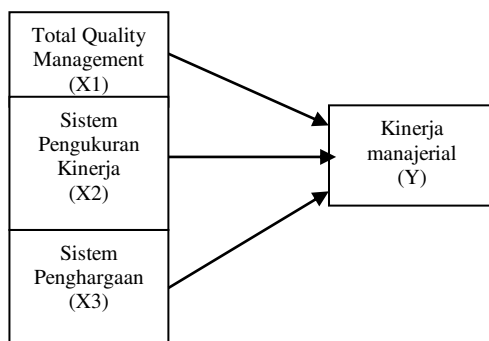 Total Quality
Management
(X1)
Sistem
Pengukuran
Kinerja
(X2)
Sistem
Penghargaan
(X3)
Kinerja
manajerial
(Y)